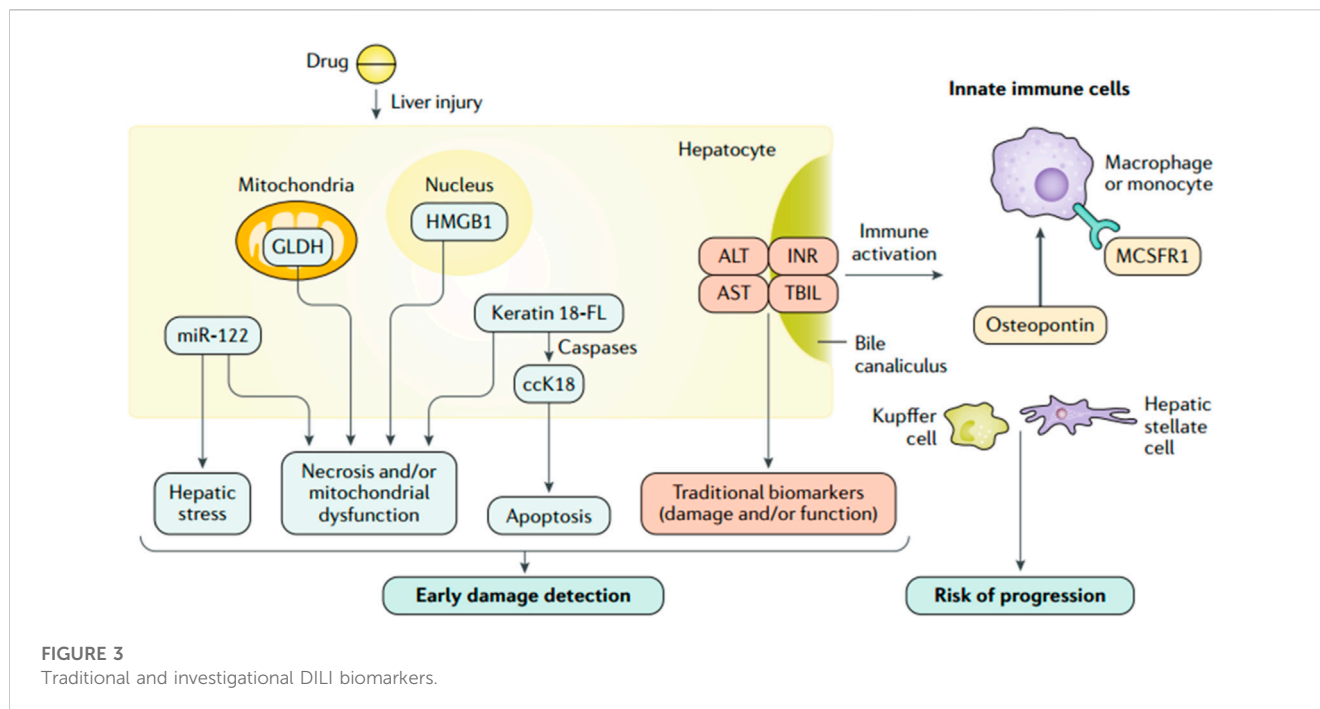 Drug
Liver injury
Innate immune cells
Hepatocyte
Macrophage
or monocyte
Mitochondria
Nucleus
GLDH
HMGB1
ALT
INR
AST
TBIL
Immune
activation
MCSFR1
Osteopontin
miR-122
Keratin 18-FL
Caspases
ccK18
Bile
canaliculus
Kupffer
cell
Hepatic
stellate
cell
Hepatic
stress
Necrosis and/or
mitochondrial
dysfunction
Apoptosis
Traditional biomarkers
(damage and/or function)
Early damage detection
Risk of progression
FIGURE 3
Traditional and investigational DILI biomarkers.